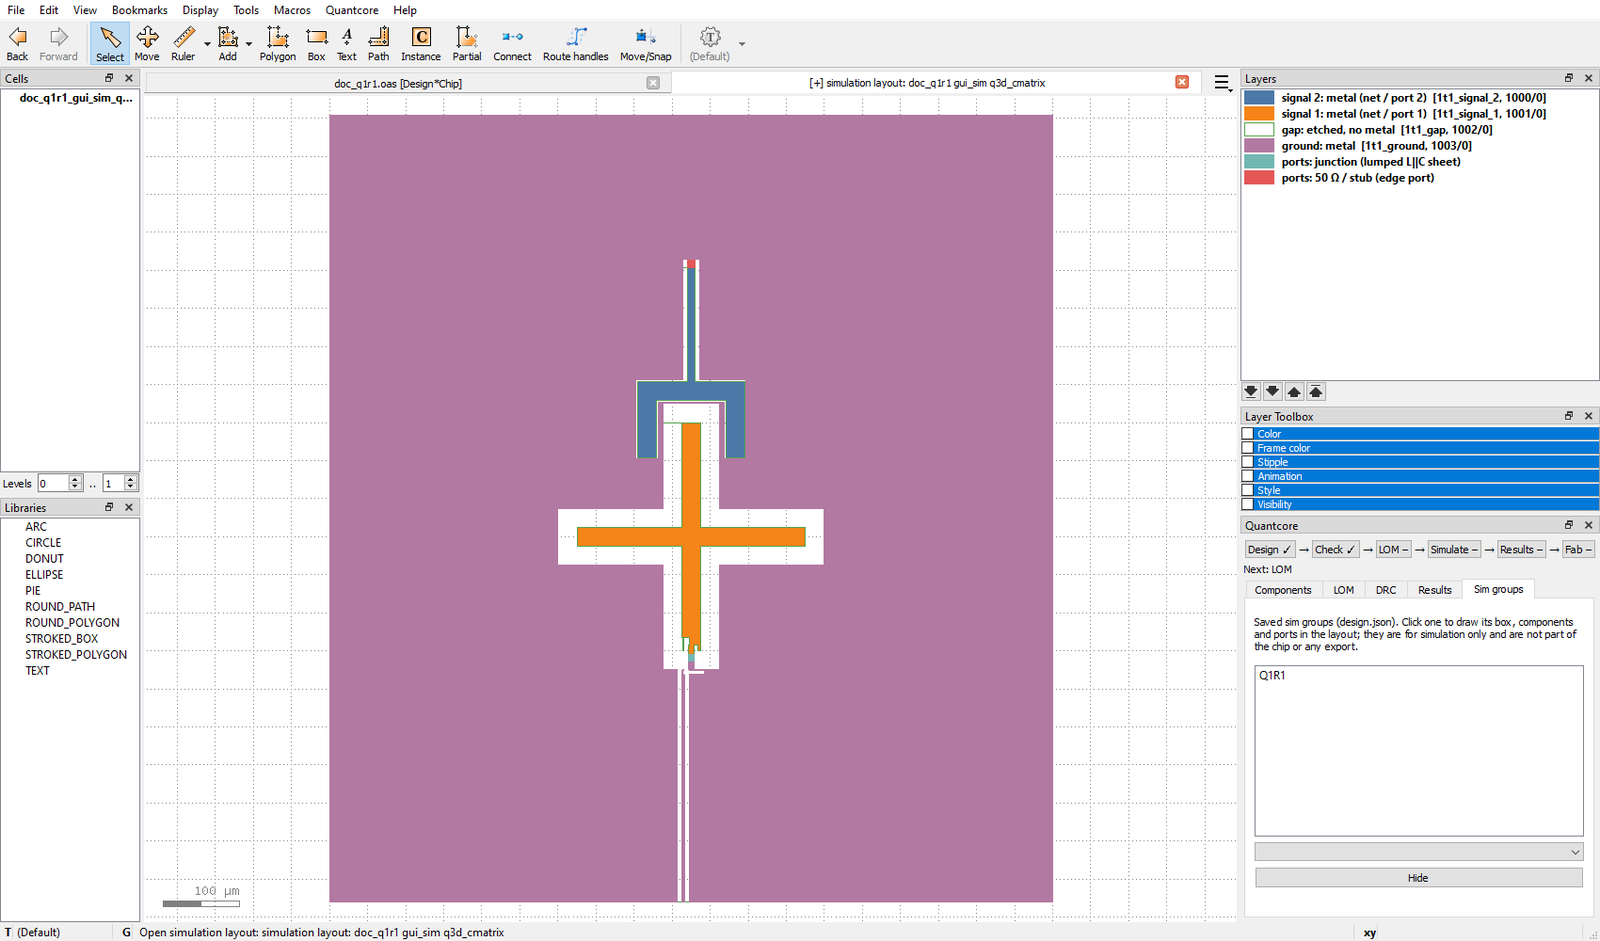 File Edit View Bookmarks Display Tools Macros Quantcore Help
Back Forward Select Move Ruler Add Polygon Box Text Path Instance Partial Connect Route handles Move/Snap (Default)
Cells
doc_q1r1_gui_sim_q...
Levels 0 .. 1
Libraries
ARC
CIRCLE
DONUT
ELLIPSE
PIE
ROUND_PATH
ROUND_POLYGON
STROKED_BOX
STROKED_POLYGON
TEXT
doc_q1r1.oas [Design*Chip]
[+] simulation layout: doc_q1r1 gui_sim q3d_cmatrix
100 μm
Layers
signal 2: metal (net / port 2) [1t1_signal_2, 1000/0]
signal 1: metal (net / port 1) [1t1_signal_1, 1001/0]
gap: etched, no metal [1t1_gap, 1002/0]
ground: metal [1t1_ground, 1003/0]
ports: junction (lumped L||C sheet)
ports: 50 Ω / stub (edge port)
Layer Toolbox
Color
Frame color
Stipple
Animation
Style
Visibility
Quantcore
Design ✓ → Check ✓ → LOM – → Simulate – → Results – → Fab –
Next: LOM
Components LOM DRC Results Sim groups
Saved sim groups (design.json). Click one to draw its box, components
and ports in the layout; they are for simulation only and are not part of
the chip or any export.
Q1R1
Hide
T (Default) G Open simulation layout: simulation layout: doc_q1r1 gui_sim q3d_cmatrix xy